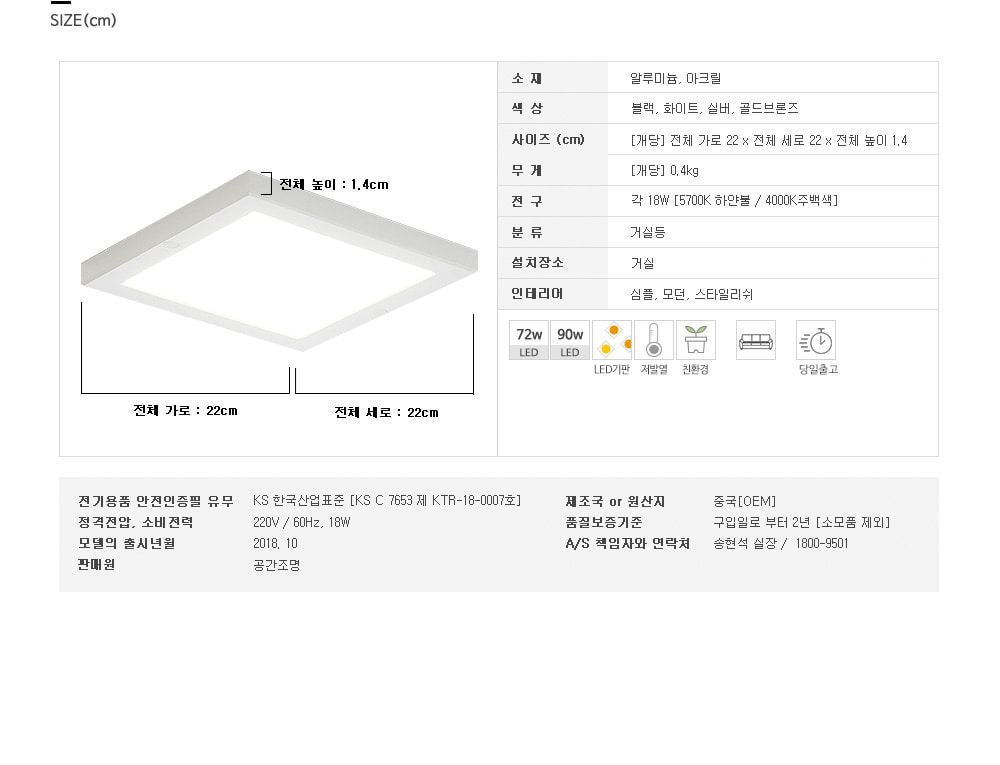 SIZE(cm)
전체 높이 : 1.4cm
전체 가로 : 22cm
전체 세로 : 22cm
소 재 알루미늄, 아크릴
색 상 블랙, 화이트, 실버, 골드브론즈
사이즈 (cm) [개당] 전체 가로 22 x 전체 세로 22 x 전체 높이 1.4
무 게 [개당] 0.4kg
전 구 각 18W [5700K 하얀불 / 4000K주백색]
분 류 거실등
설치장소 거실
인테리어 심플, 모던, 스타일리쉬
72w 90w
LED LED
LED기판 저발열 친환경 당일출고
전기용품 안전인증필 유무 KS 한국산업표준 [KS C 7653 제 KTR-18-0007호]
정격전압, 소비전력 220V / 60Hz, 18W
모델의 출시년월 2018. 10
판매원 공간조명
제조국 or 원산지 중국[OEM]
품질보증기준 구입일로 부터 2년 [소모품 제외]
A/S 책임자와 연락처 송현석 실장 / 1800-9501